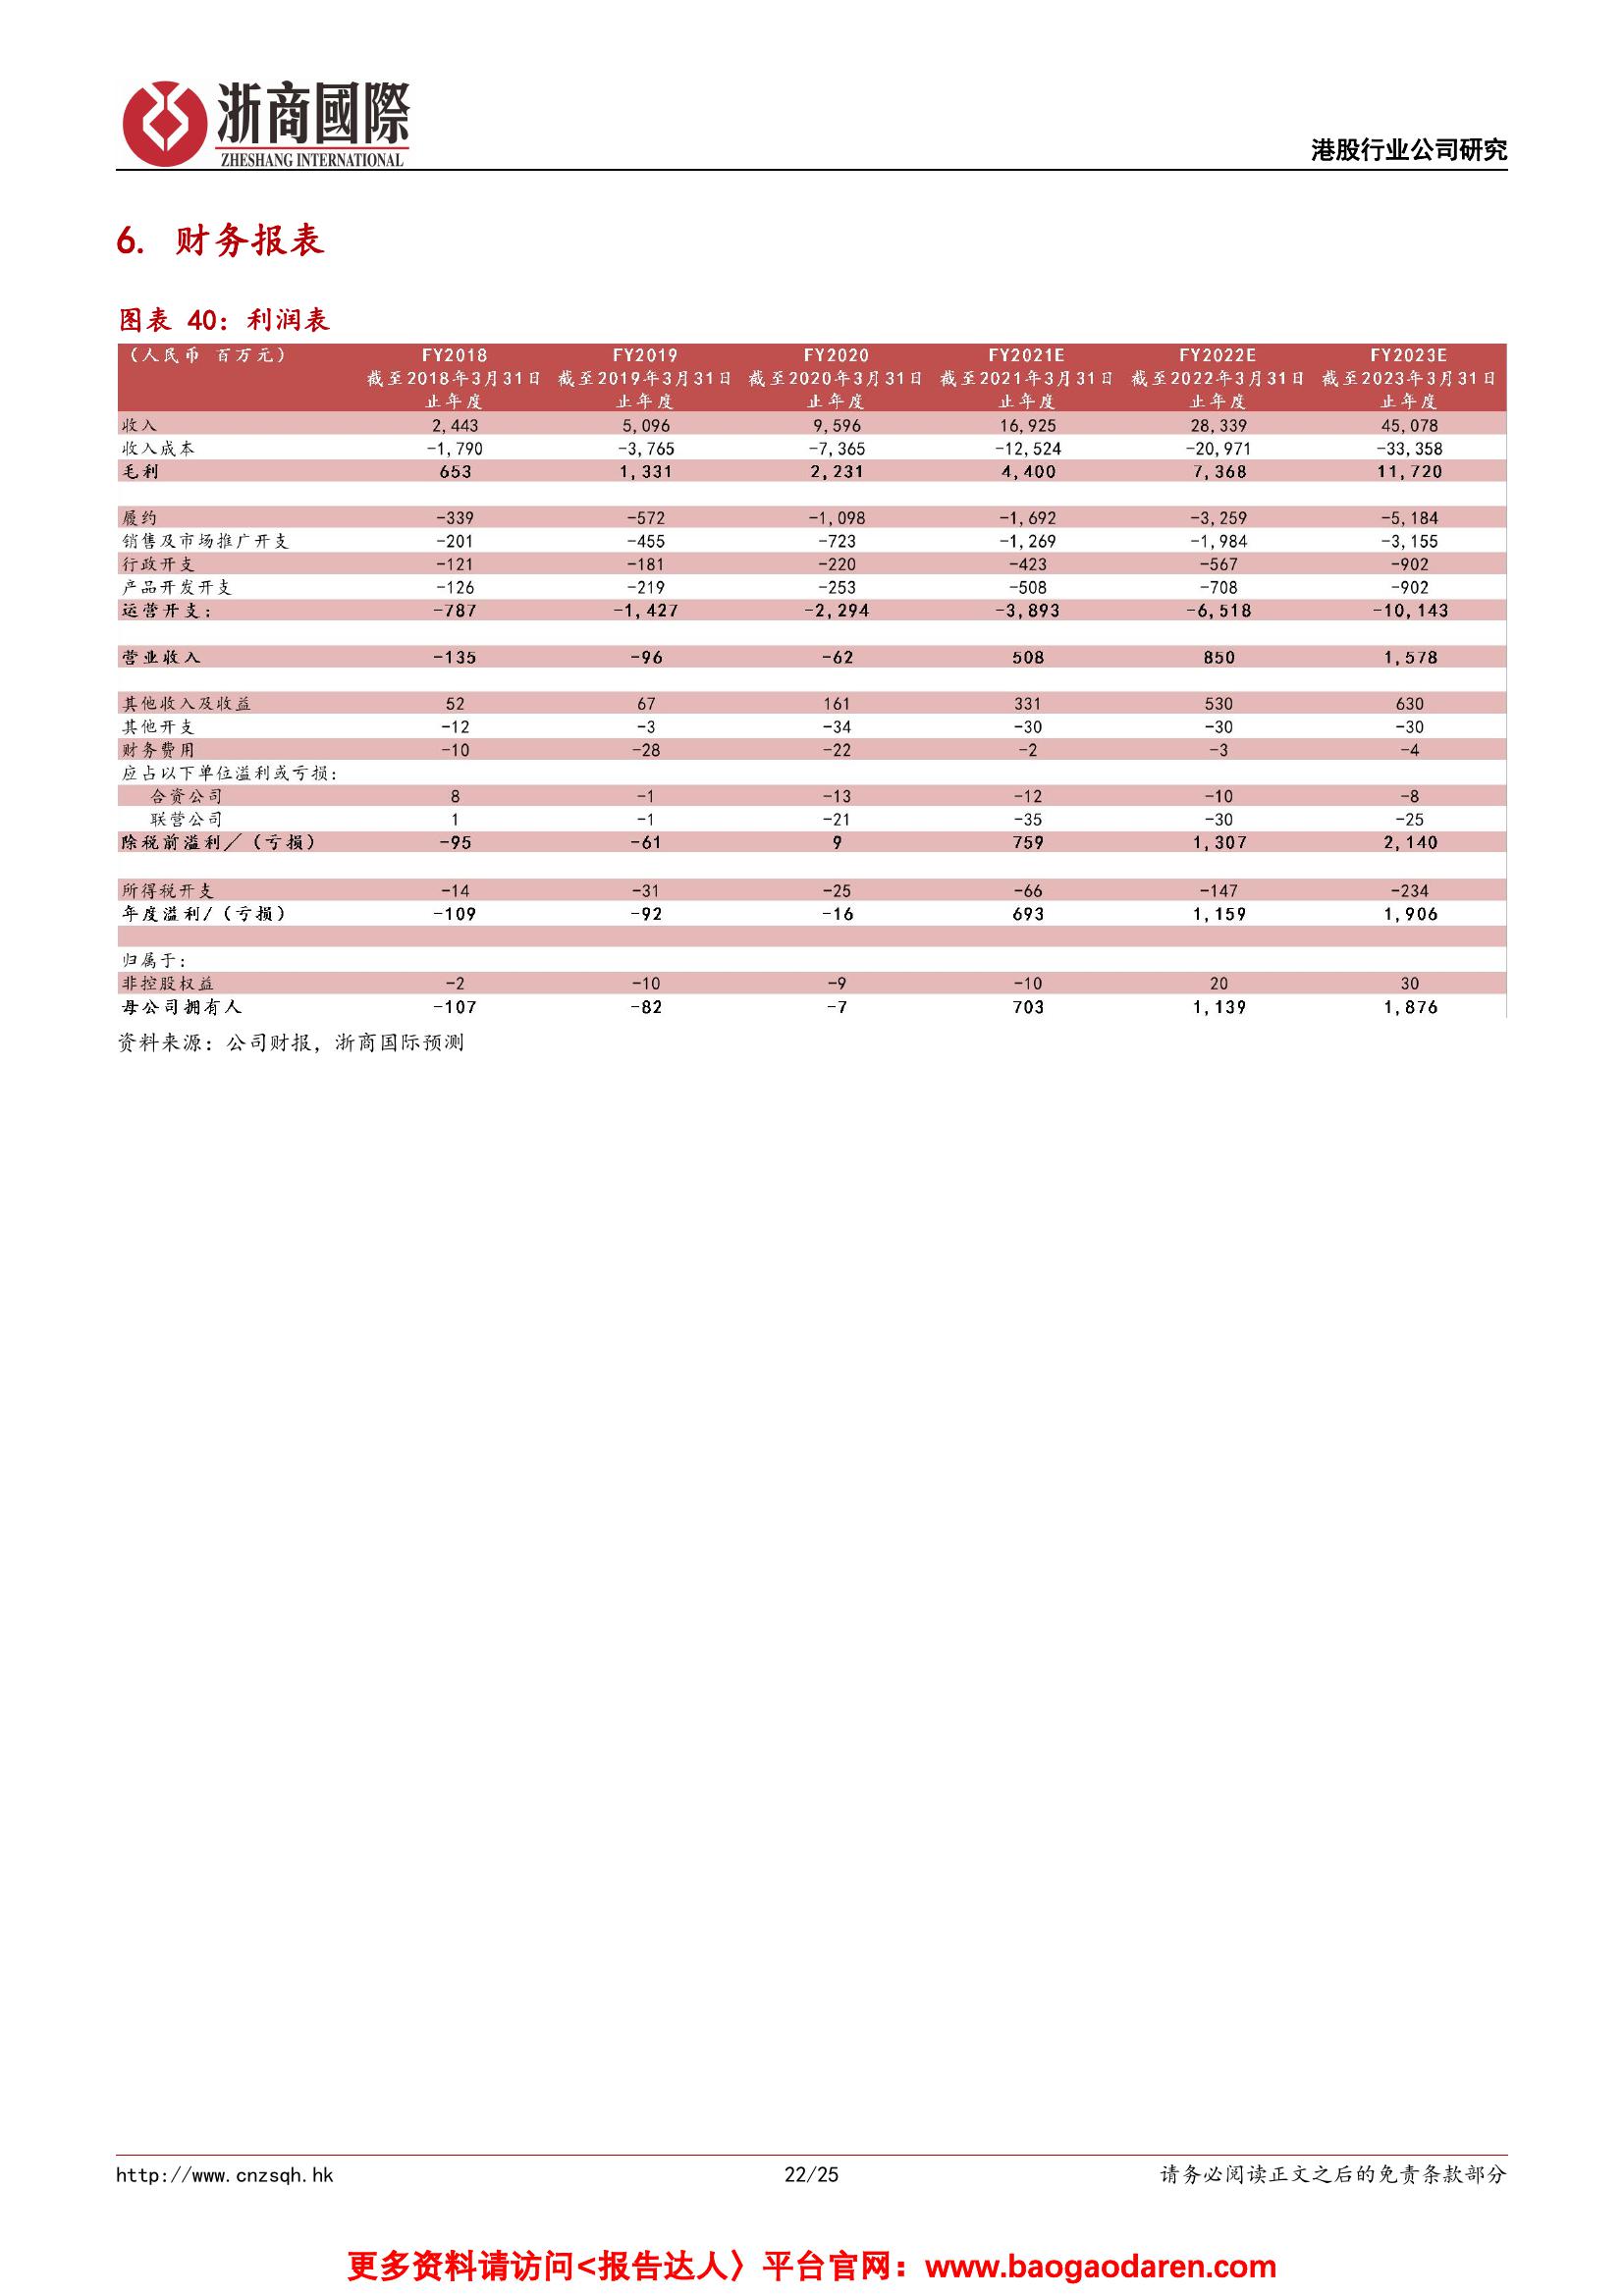 浙商國際
ZHESHANG INTERNATIONAL
港股行业公司研究
6. 财务报表
图表 40：利润表
（人民币 百万元） FY2018 FY2019 FY2020 FY2021E FY2022E FY2023E
截至2018年3月31日 截至2019年3月31日 截至2020年3月31日 截至2021年3月31日 截至2022年3月31日 截至2023年3月31日
止年度 止年度 止年度 止年度 止年度 止年度
收入 2,443 5,096 9,596 16,925 28,339 45,078
收入成本 -1,790 -3,765 -7,365 -12,524 -20,971 -33,358
毛利 653 1,331 2,231 4,400 7,368 11,720
履约 -339 -572 -1,098 -1,692 -3,259 -5,184
销售及市场推广开支 -201 -455 -723 -1,269 -1,984 -3,155
行政开支 -121 -181 -220 -423 -567 -902
产品开发开支 -126 -219 -253 -508 -708 -902
运营开支： -787 -1,427 -2,294 -3,893 -6,518 -10,143
营业收入 -135 -96 -62 508 850 1,578
其他收入及收益 52 67 161 331 530 630
其他开支 -12 -3 -34 -30 -30 -30
财务费用 -10 -28 -22 -2 -3 -4
应占以下单位溢利或亏损：
合资公司 8 -1 -13 -12 -10 -8
联营公司 1 -1 -21 -35 -30 -25
除税前溢利／（亏损） -95 -61 9 759 1,307 2,140
所得税开支 -14 -31 -25 -66 -147 -234
年度溢利/（亏损） -109 -92 -16 693 1,159 1,906
归属于：
非控股权益 -2 -10 -9 -10 20 30
母公司拥有人 -107 -82 -7 703 1,139 1,876
资料来源：公司财报，浙商国际预测
http://www.cnzsqh.hk 22/25 请务必阅读正文之后的免责条款部分
更多资料请访问<报告达人〉平台官网：www.baogaodaren.com